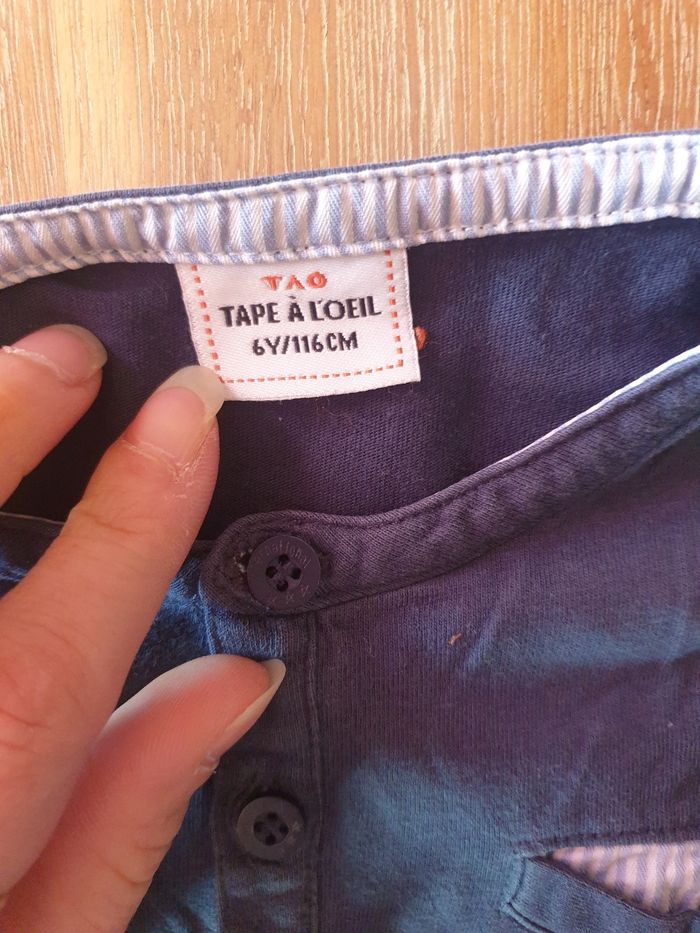 TAO
TAPE À L'OEIL
6Y/116CM